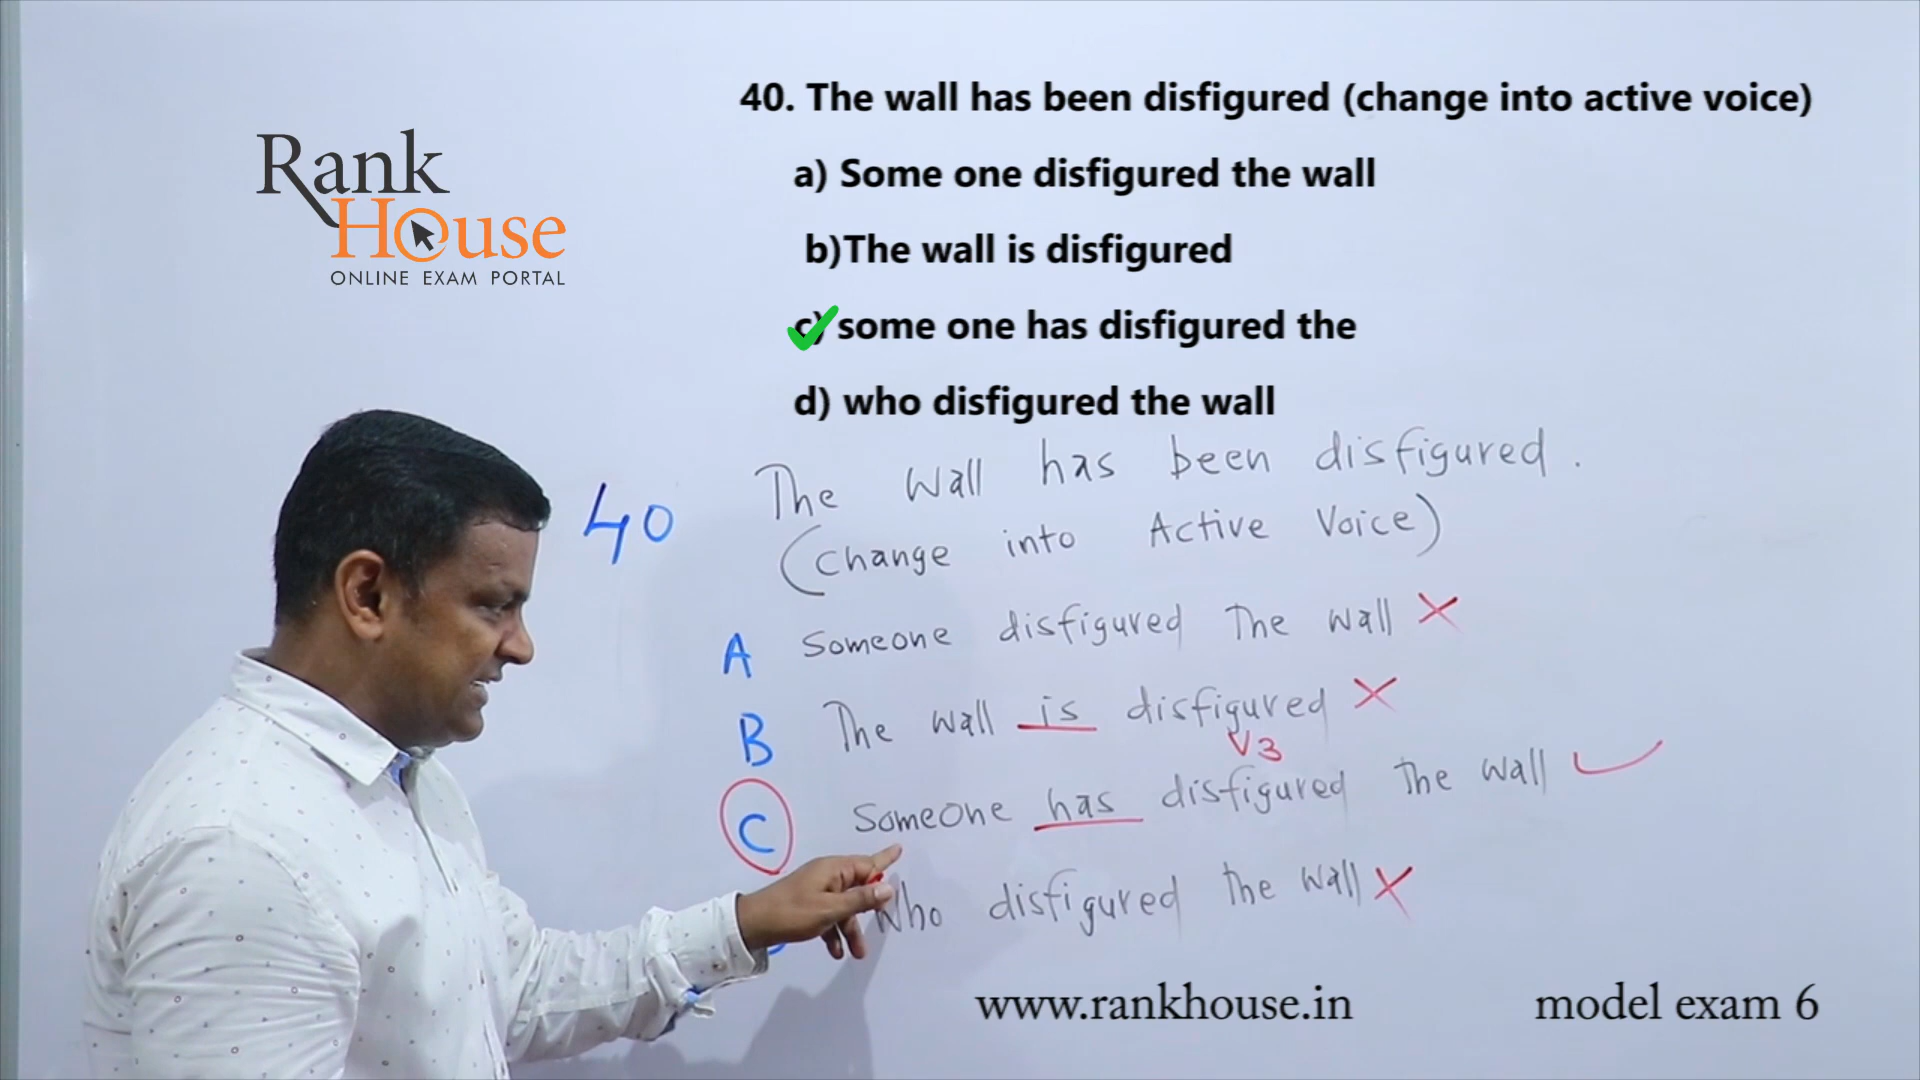 40. The wall has been disfigured (change into active voice)
Rank
House
ONLINE EXAM PORTAL
a) Some one disfigured the wall
b)The wall is disfigured
c) some one has disfigured the
d) who disfigured the wall
40 The Wall has been disfigured.
(Change into Active Voice)
A Someone disfigured The Wall
B The Wall is disfigured
V3
C Someone has disfigured The Wall
Who disfigured The Wall
www.rankhouse.in model exam 6